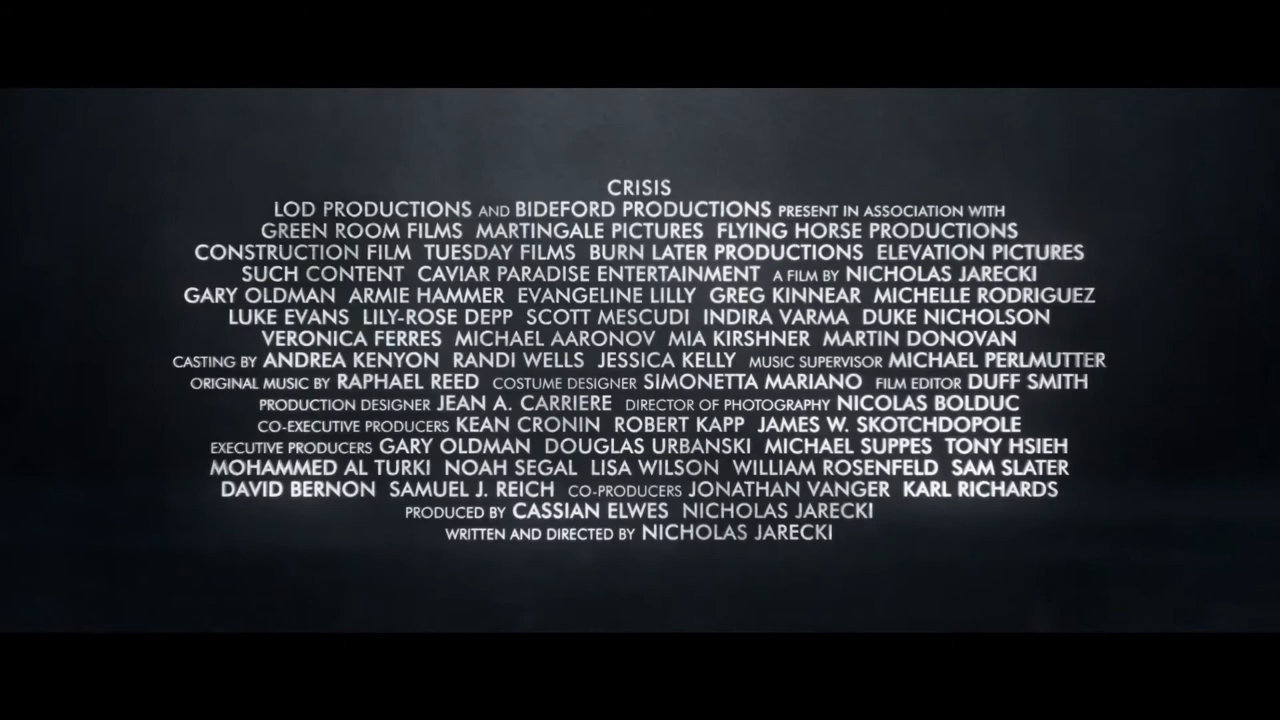 CRISIS
LOD PRODUCTIONS AND BIDEFORD PRODUCTIONS PRESENT IN ASSOCIATION WITH
GREEN ROOM FILMS MARTINGALE PICTURES FLYING HORSE PRODUCTIONS
CONSTRUCTION FILM TUESDAY FILMS BURN LATER PRODUCTIONS ELEVATION PICTURES
SUCH CONTENT CAVIAR PARADISE ENTERTAINMENT A FILM BY NICHOLAS JARECKI
GARY OLDMAN ARMIE HAMMER EVANGELINE LILLY GREG KINNEAR MICHELLE RODRIGUEZ
LUKE EVANS LILY-ROSE DEPP SCOTT MESCUDI INDIRA VARMA DUKE NICHOLSON
VERONICA FERRES MICHAEL AARONOV MIA KIRSHNER MARTIN DONOVAN
CASTING BY ANDREA KENYON RANDI WELLS JESSICA KELLY MUSIC SUPERVISOR MICHAEL PERLMUTTER
ORIGINAL MUSIC BY RAPHAEL REED COSTUME DESIGNER SIMONETTA MARIANO FILM EDITOR DUFF SMITH
PRODUCTION DESIGNER JEAN A. CARRIERE DIRECTOR OF PHOTOGRAPHY NICOLAS BOLDUC
CO-EXECUTIVE PRODUCERS KEAN CRONIN ROBERT KAPP JAMES W. SKOTCHDOPOLE
EXECUTIVE PRODUCERS GARY OLDMAN DOUGLAS URBANSKI MICHAEL SUPPES TONY HSIEH
MOHAMMED AL TURKI NOAH SEGAL LISA WILSON WILLIAM ROSENFELD SAM SLATER
DAVID BERNON SAMUEL J. REICH CO-PRODUCERS JONATHAN VANGER KARL RICHARDS
PRODUCED BY CASSIAN ELWES NICHOLAS JARECKI
WRITTEN AND DIRECTED BY NICHOLAS JARECKI